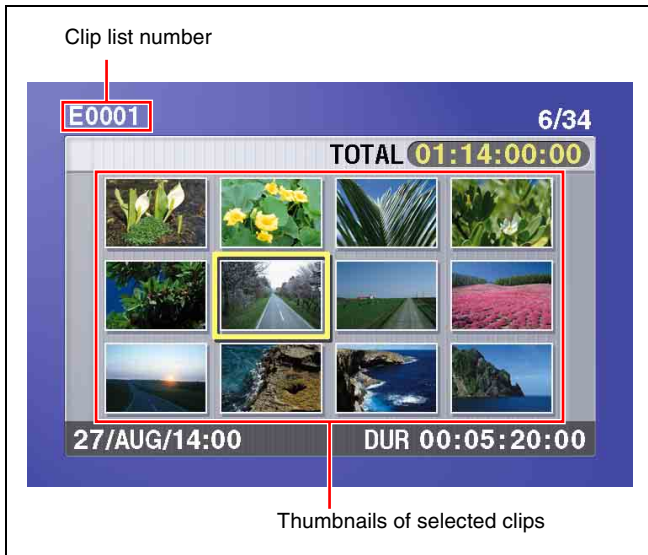 Clip list number
E0001 6/34
TOTAL 01:14:00:00
27/AUG/14:00 DUR 00:05:20:00
Thumbnails of selected clips